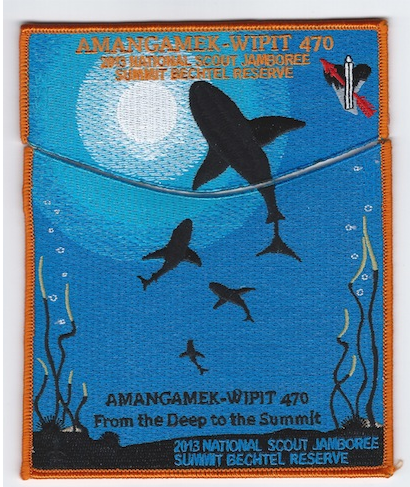 AMANGAMEK-WIPIT 470
2013 NATIONAL SCOUT JAMBOREE
SUMMIT BECHTEL RESERVE
AMANGAMEK-WIPIT 470
From the Deep to the Summit
2013 NATIONAL SCOUT JAMBOREE
SUMMIT BECHTEL RESERVE